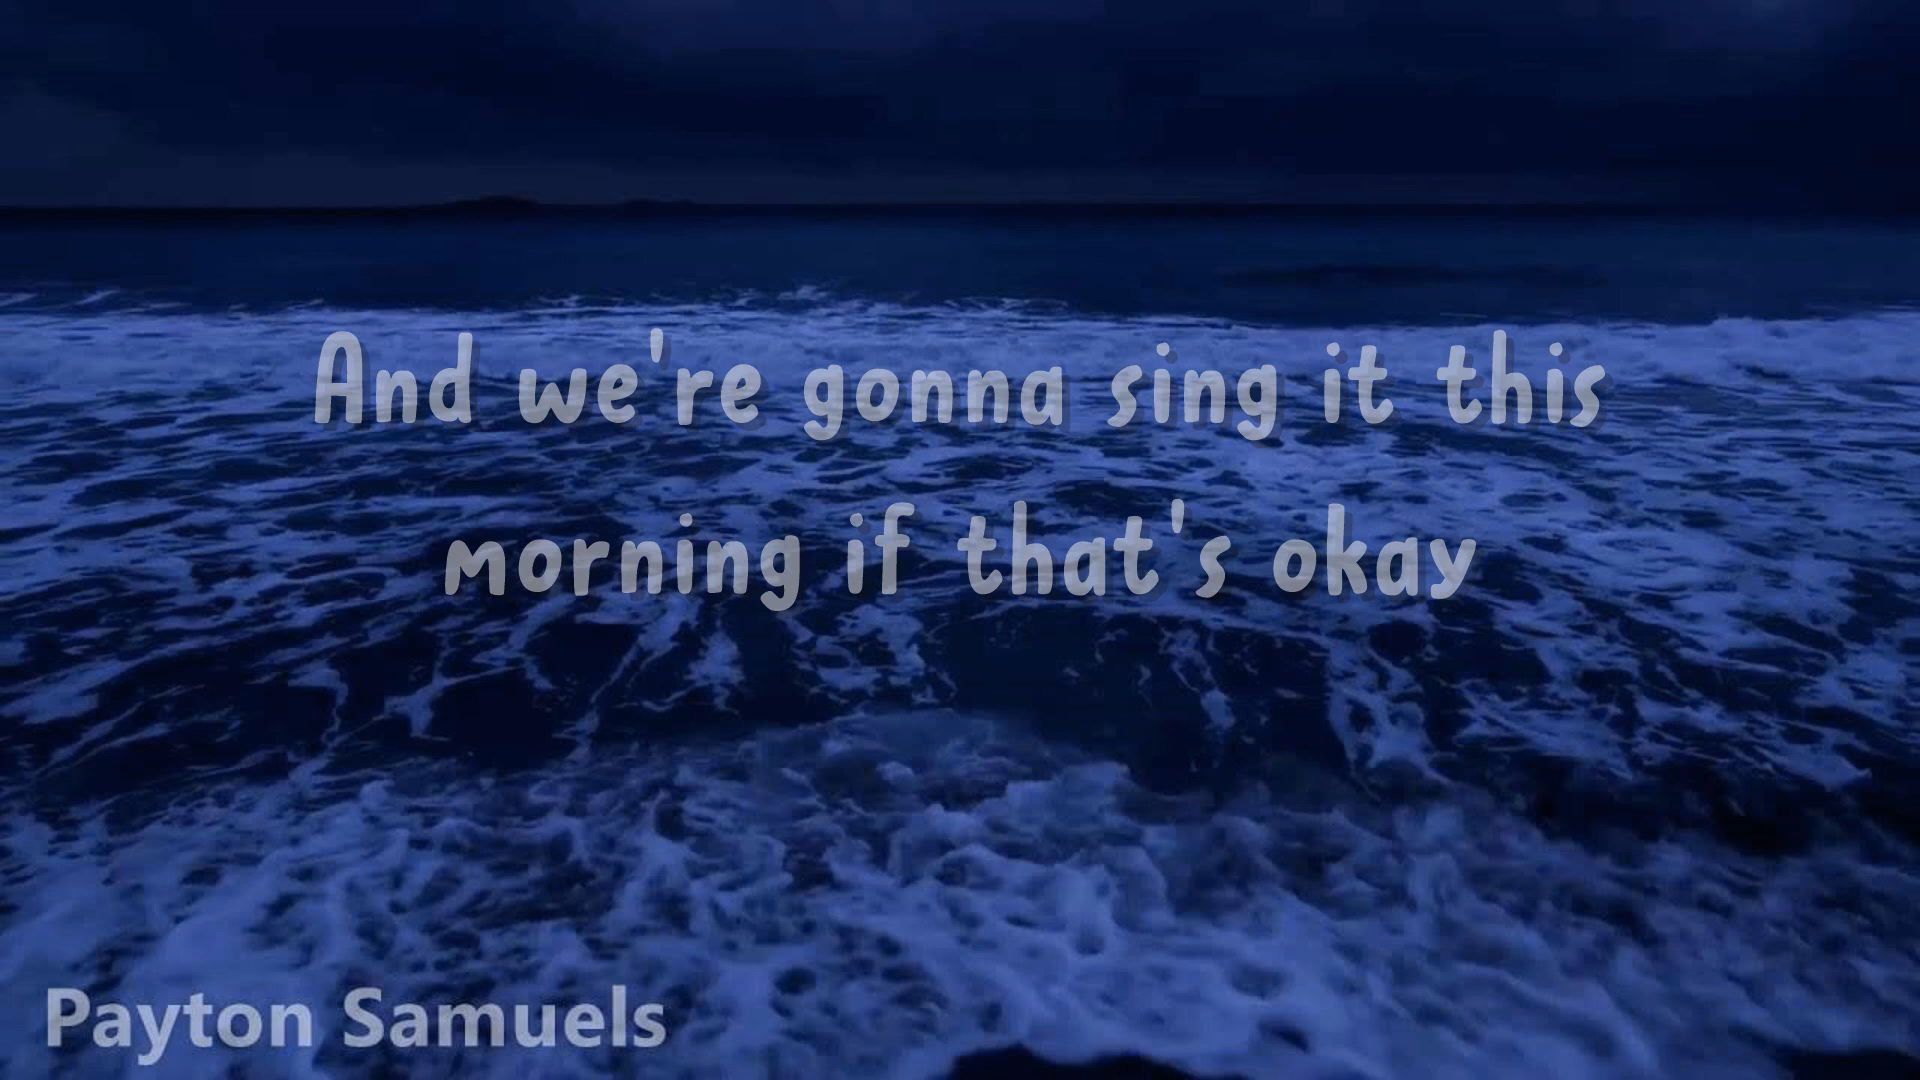 And we're gonna sing it this
morning if that's okay
Payton Samuels